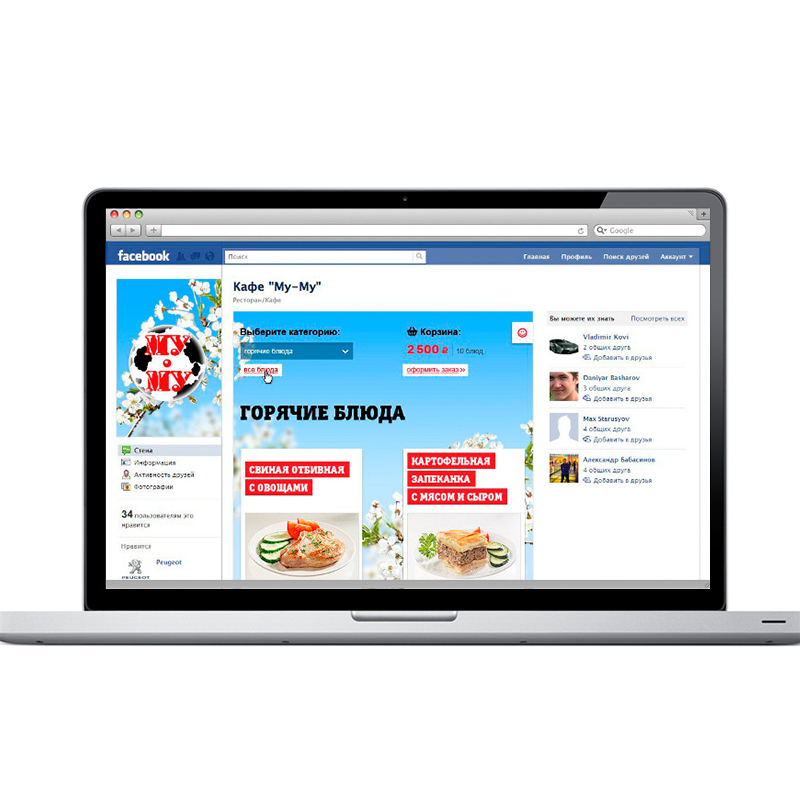 Google
facebook
Поиск
Главная Профиль Поиск друзей Аккаунт
Кафе "Му-Му"
Ресторан/Кафе
МУ
МУ
Выберите категорию:
горячие блюда
все блюда
Корзина:
2 500 ₽ 10 блюд
оформить заказ »
ГОРЯЧИЕ БЛЮДА
СВИНАЯ ОТБИВНАЯ
С ОВОЩАМИ
КАРТОФЕЛЬНАЯ
ЗАПЕКАНКА
С МЯСОМ И СЫРОМ
Стена
Информация
Активность друзей
Фотографии
34 пользователям это
нравится
Нравится
Peugeot
PEUGEOT
Вы можете их знать Посмотреть всех
Vladimir Kovi
2 общих друга
Добавить в друзья
Daniyar Basharov
3 общих друга
Добавить в друзья
Max Starusyov
4 общих друга
Добавить в друзья
Александр Бабасинов
4 общих друга
Добавить в друзья